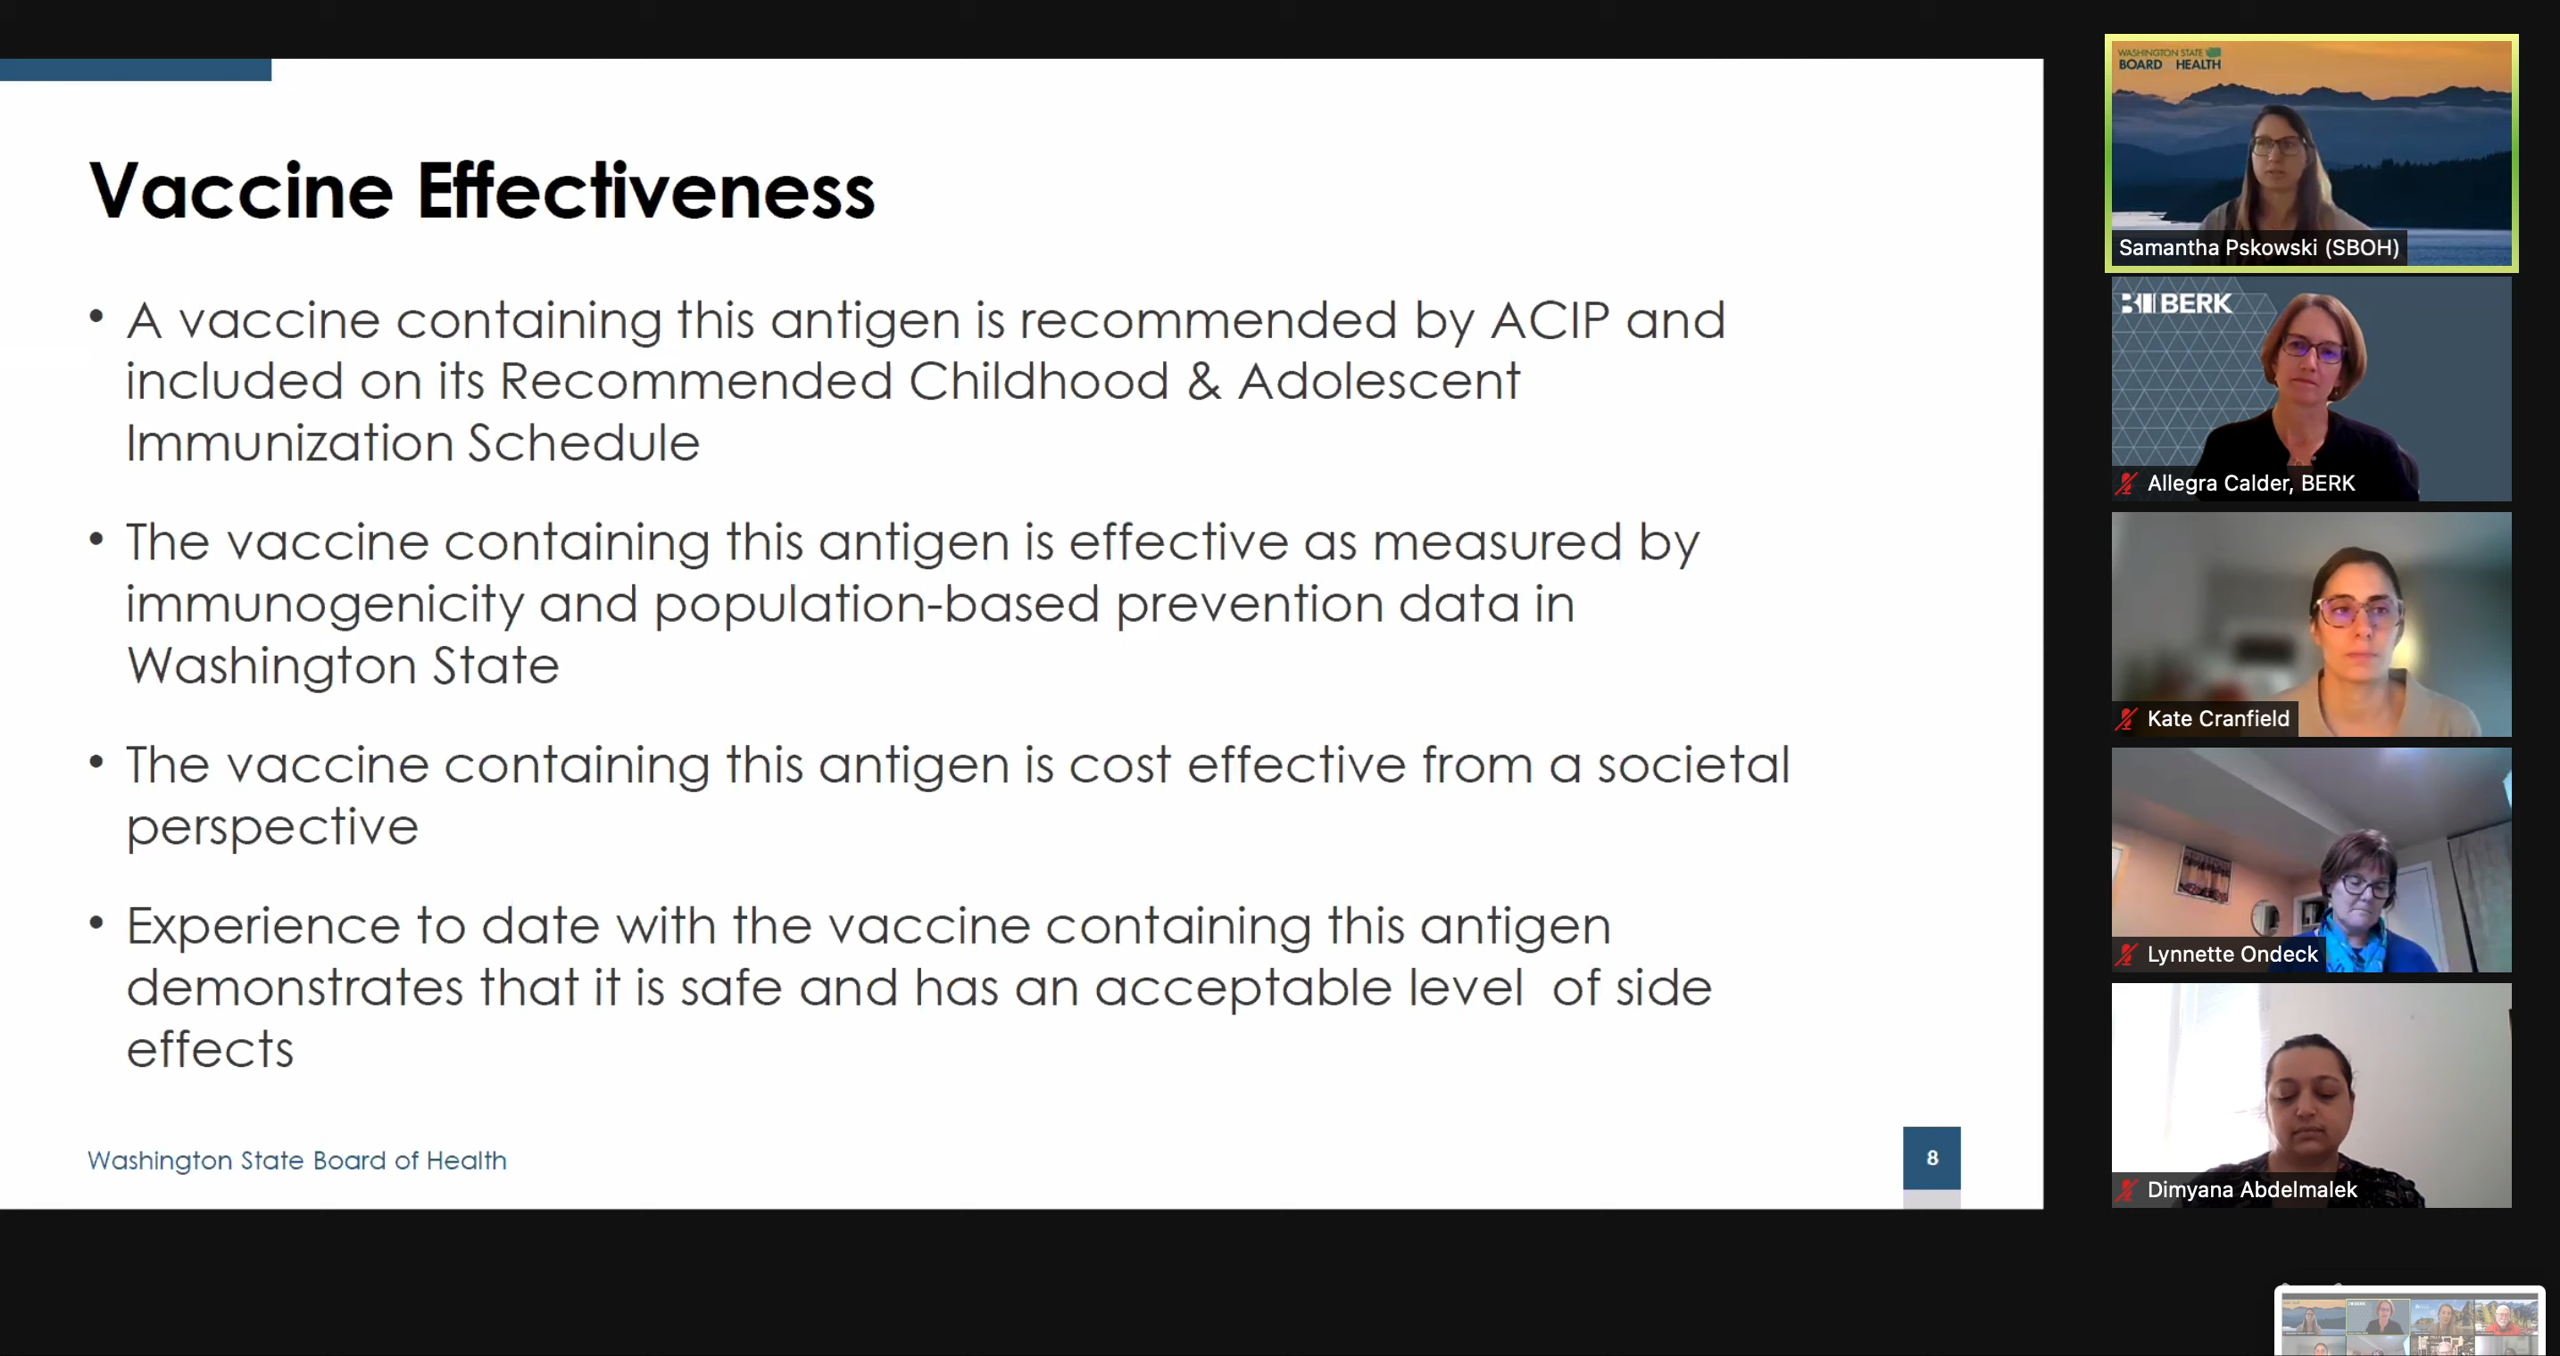 Vaccine Effectiveness
• A vaccine containing this antigen is recommended by ACIP and
included on its Recommended Childhood & Adolescent
Immunization Schedule
• The vaccine containing this antigen is effective as measured by
immunogenicity and population-based prevention data in
Washington State
• The vaccine containing this antigen is cost effective from a societal
perspective
• Experience to date with the vaccine containing this antigen
demonstrates that it is safe and has an acceptable level  of side
effects
Washington State Board of Health
8
WASHINGTON STATE
BOARD HEALTH
Samantha Pskowski (SBOH)
BERK
Allegra Calder, BERK
Kate Cranfield
Lynnette Ondeck
Dimyana Abdelmalek